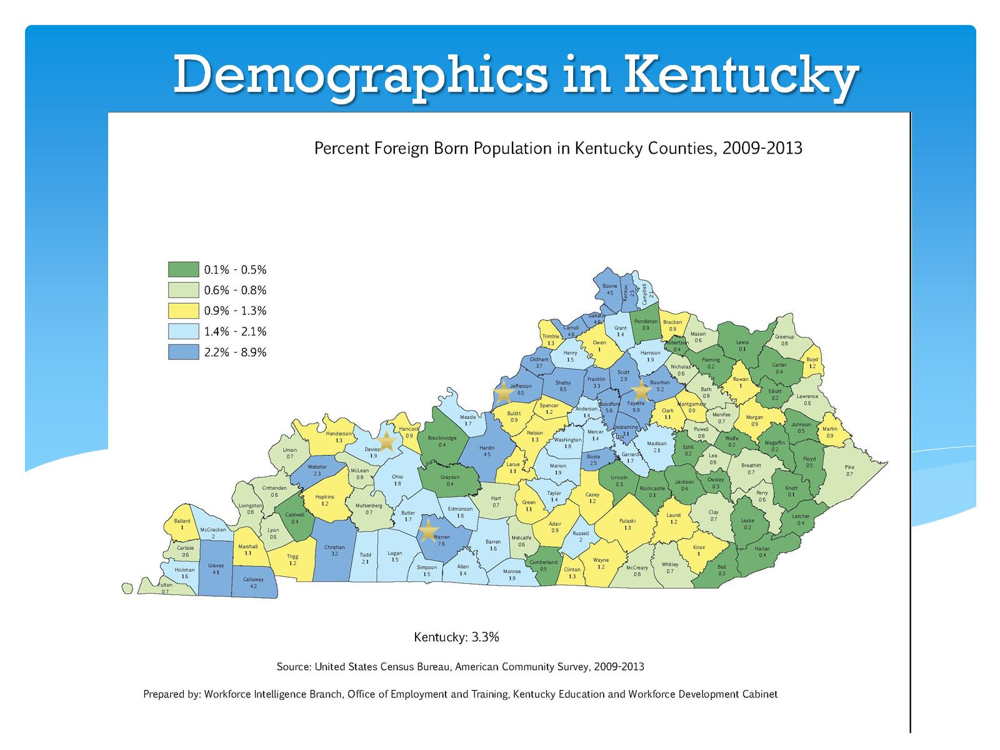 Demographics in Kentucky
Percent Foreign Born Population in Kentucky Counties, 2009-2013
0.1% - 0.5%
0.6% - 0.8%
0.9% - 1.3%
1.4% - 2.1%
2.2% - 8.9%
Boone
4.5
Kenton
2.5
Campbell
2.1
Gallatin
4.8
Carroll
4.6
Grant
1.4
Pendleton
0.1
Bracken
0.9
Mason
0.6
Lewis
0.1
Greenup
0.8
Trimble
1.3
Owen
1
Robertson
0.4
Henry
1.5
Harrison
1.9
Oldham
3.7
Nicholas
0.6
Fleming
0.2
Carter
0.4
Boyd
1.2
Jefferson
6.5
Shelby
6.5
Franklin
3.3
Scott
2.9
Bourbon
5.2
Bath
0.8
Rowan
1
Elliott
0.2
Lawrence
0.6
Spencer
1.2
Anderson
1.4
Woodford
5.6
Fayette
8.9
Clark
1.1
Montgomery
0.9
Menifee
0.7
Morgan
0.9
Johnson
0.5
Martin
0.9
Meade
1.7
Bullitt
0.9
Nelson
1.3
Washington
1.8
Mercer
1.4
Jessamine
3.1
Madison
2.1
Powell
0.8
Estill
0.2
Wolfe
0.2
Magoffin
0.2
Floyd
0.5
Pike
0.7
Henderson
1.3
Daviess
1.9
Hancock
0.9
Breckinridge
0.4
Hardin
4.5
Larue
1.1
Marion
1.9
Boyle
2.5
Garrard
1.7
Lee
0.8
Breathitt
0.7
Union
0.7
Webster
2.3
McLean
0.8
Ohio
1.8
Grayson
0.4
Lincoln
0.3
Rockcastle
0.1
Jackson
0.4
Owsley
0.3
Perry
0.6
Knott
0.1
Crittenden
0.6
Hopkins
1.2
Muhlenberg
0.7
Hart
0.7
Green
1.1
Taylor
1.4
Casey
1.2
Livingston
0.8
Caldwell
0.4
Butler
1.7
Edmonson
1.6
Adair
0.9
Pulaski
1.3
Laurel
1.2
Clay
0.7
Leslie
0.2
Letcher
0.4
Ballard
1
McCracken
2
Lyon
0.6
Warren
7.6
Barren
1.6
Metcalfe
0.6
Russell
2
Knox
1
Harlan
0.4
Carlisle
0.6
Marshall
1.1
Trigg
1.2
Christian
3.2
Todd
2.1
Logan
1.5
Simpson
1.5
Allen
1.4
Monroe
1.9
Cumberland
0.5
Clinton
1.3
Wayne
1.2
McCreary
0.8
Whitley
0.7
Bell
0.3
Hickman
1.6
Graves
4.1
Calloway
4.2
Fulton
0.7
Kentucky: 3.3%
Source: United States Census Bureau, American Community Survey, 2009-2013
Prepared by: Workforce Intelligence Branch, Office of Employment and Training, Kentucky Education and Workforce Development Cabinet